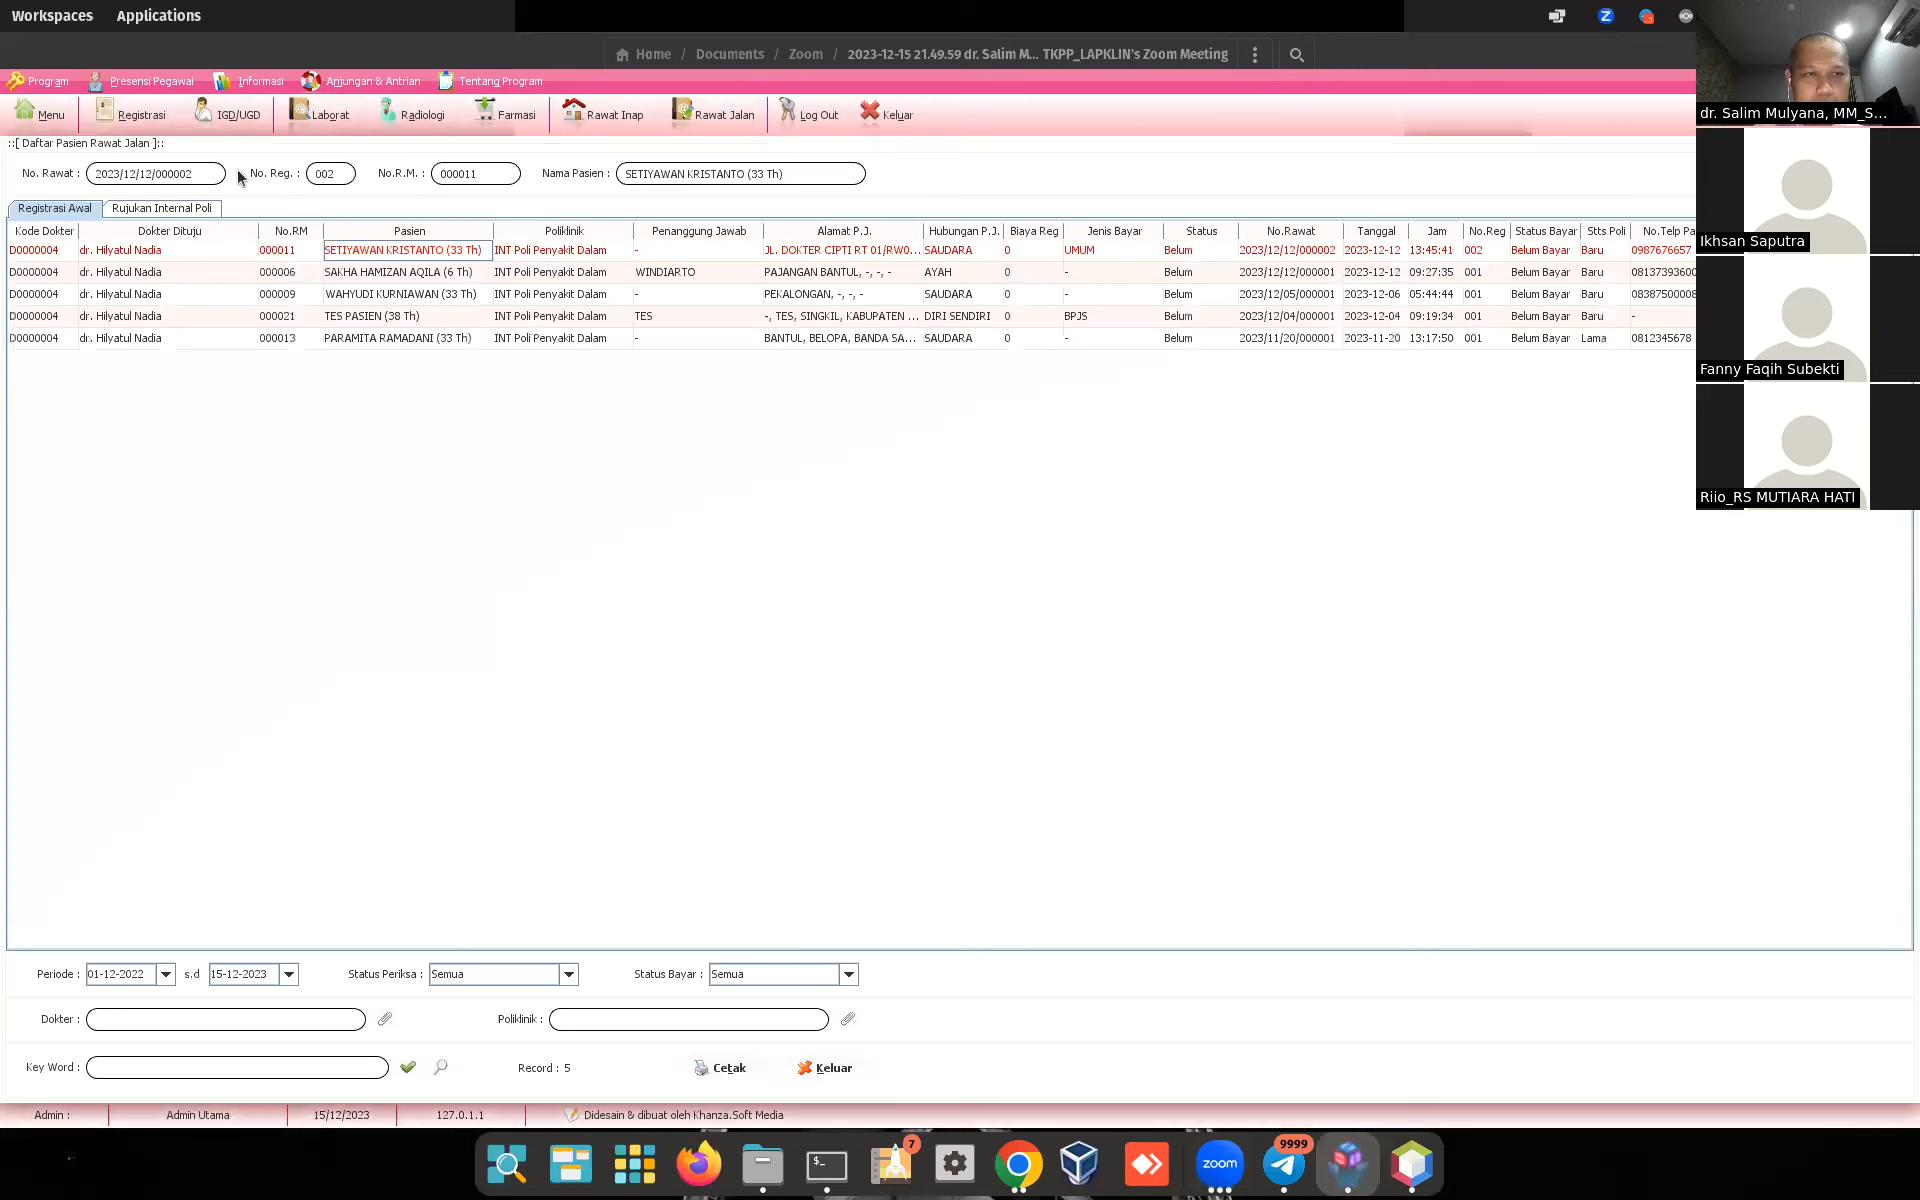 Workspaces Applications
Home / Documents / Zoom / 2023-12-15 21.49.59 dr. Salim M... TKPP_LAPKLIN's Zoom Meeting
Program Presensi Pegawai Informasi Anjungan & Antrian Tentang Program
Menu Registrasi IGD/UGD Laborat Radiologi Farmasi Rawat Inap Rawat Jalan Log Out Keluar
dr. Salim Mulyana, MM_S...
::[ Daftar Pasien Rawat Jalan ]::
No. Rawat : 2023/12/12/000002 No. Reg. : 002 No.R.M. : 000011 Nama Pasien : SETIYAWAN KRISTANTO (33 Th)
Registrasi Awal Rujukan Internal Poli
Kode Dokter Dokter Dituju No.RM Pasien Poliklinik Penanggung Jawab Alamat P.J. Hubungan P.J. Biaya Reg Jenis Bayar Status No.Rawat Tanggal Jam No.Reg Status Bayar Stts Poli No.Telp Pa
D0000004 dr. Hilyatul Nadia 000011 SETIYAWAN KRISTANTO (33 Th) INT Poli Penyakit Dalam - JL. DOKTER CIPTI RT 01/RW0... SAUDARA 0 UMUM Belum 2023/12/12/000002 2023-12-12 13:45:41 002 Belum Bayar Baru 0987676657
D0000004 dr. Hilyatul Nadia 000006 SAKHA HAMIZAN AQILA (6 Th) INT Poli Penyakit Dalam WINDIARTO PAJANGAN BANTUL, -, -, - AYAH 0 - Belum 2023/12/12/000001 2023-12-12 09:27:35 001 Belum Bayar Baru 08137393600
D0000004 dr. Hilyatul Nadia 000009 WAHYUDI KURNIAWAN (33 Th) INT Poli Penyakit Dalam - PEKALONGAN, -, -, - SAUDARA 0 - Belum 2023/12/05/000001 2023-12-06 05:44:44 001 Belum Bayar Baru 08387500008
D0000004 dr. Hilyatul Nadia 000021 TES PASIEN (38 Th) INT Poli Penyakit Dalam TES -, TES, SINGKIL, KABUPATEN ... DIRI SENDIRI 0 BPJS Belum 2023/12/04/000001 2023-12-04 09:19:34 001 Belum Bayar Baru -
D0000004 dr. Hilyatul Nadia 000013 PARAMITA RAMADANI (33 Th) INT Poli Penyakit Dalam - BANTUL, BELOPA, BANDA SA... SAUDARA 0 - Belum 2023/11/20/000001 2023-11-20 13:17:50 001 Belum Bayar Lama 0812345678
Ikhsan Saputra
Fanny Faqih Subekti
Riio_RS MUTIARA HATI
Periode : 01-12-2022 s.d 15-12-2023 Status Periksa : Semua Status Bayar : Semua
Dokter : Poliklinik :
Key Word : Record : 5 Cetak Keluar
Admin : Admin Utama 15/12/2023 127.0.1.1 Didesain & dibuat oleh Khanza.Soft Media
7 9999
zoom